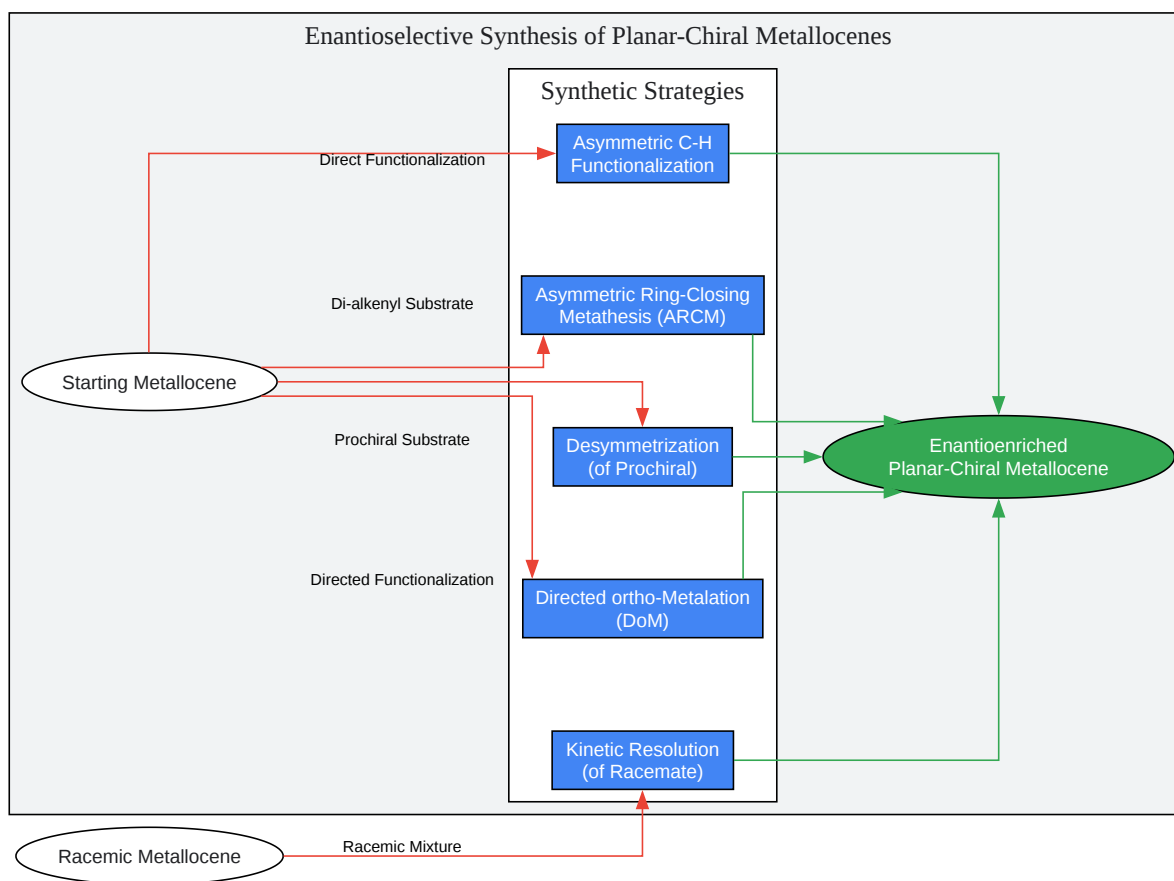 Enantioselective Synthesis of Planar-Chiral Metallocenes
Synthetic Strategies
Direct Functionalization
Asymmetric C-H
Functionalization
Di-alkenyl Substrate
Asymmetric Ring-Closing
Metathesis (ARCM)
Starting Metallocene
Prochiral Substrate
Desymmetrization
(of Prochiral)
Enantioenriched
Planar-Chiral Metallocene
Directed Functionalization
Directed ortho-Metalation
(DoM)
Kinetic Resolution
(of Racemate)
Racemic Metallocene
Racemic Mixture